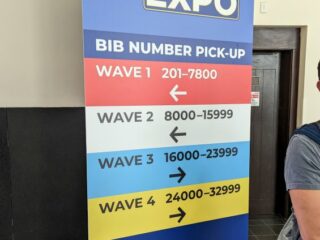 EXPO
BIB NUMBER PICK-UP
WAVE 1 201–7800
←
WAVE 2 8000–15999
←
WAVE 3 16000–23999
→
WAVE 4 24000–32999
→